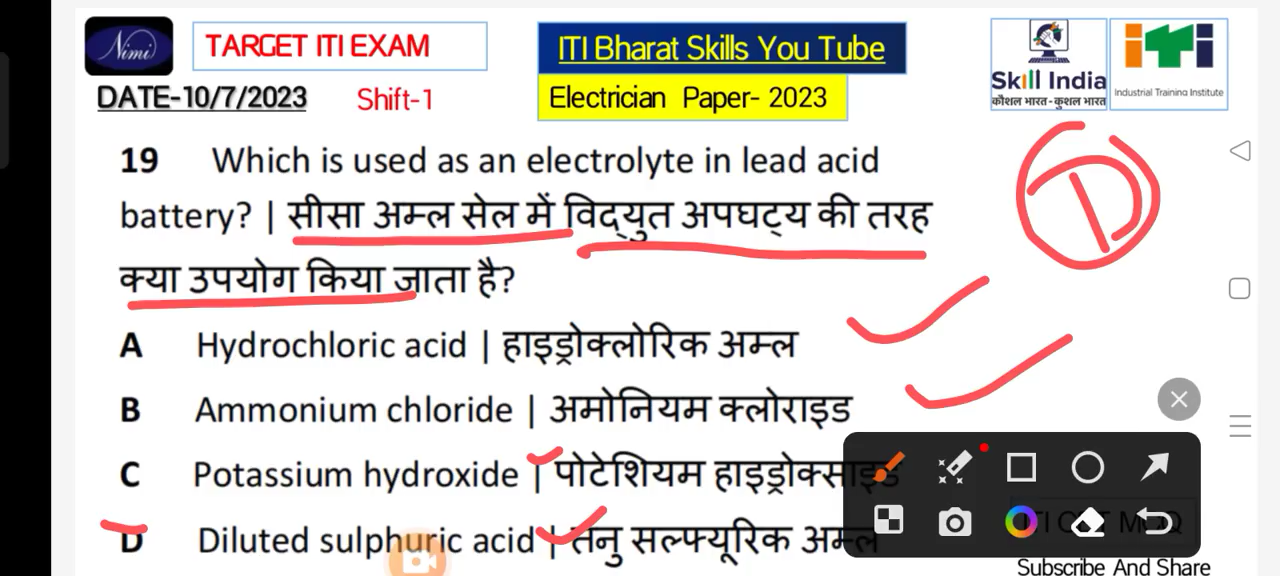 Nimi
TARGET ITI EXAM
ITI Bharat Skills You Tube
DATE-10/7/2023 Shift-1
Electrician Paper- 2023
Skill India
कौशल भारत-कुशल भारत
iTi
Industrial Training Institute
D
19 Which is used as an electrolyte in lead acid
battery? | सीसा अम्ल सेल में विद्युत अपघट्य की तरह
क्या उपयोग किया जाता है?
A Hydrochloric acid | हाइड्रोक्लोरिक अम्ल
B Ammonium chloride | अमोनियम क्लोराइड
C Potassium hydroxide | पोटेशियम हाइड्रोक्साइड
D Diluted sulphuric acid | तनु सल्फ्यूरिक अम्ल
Subscribe And Share